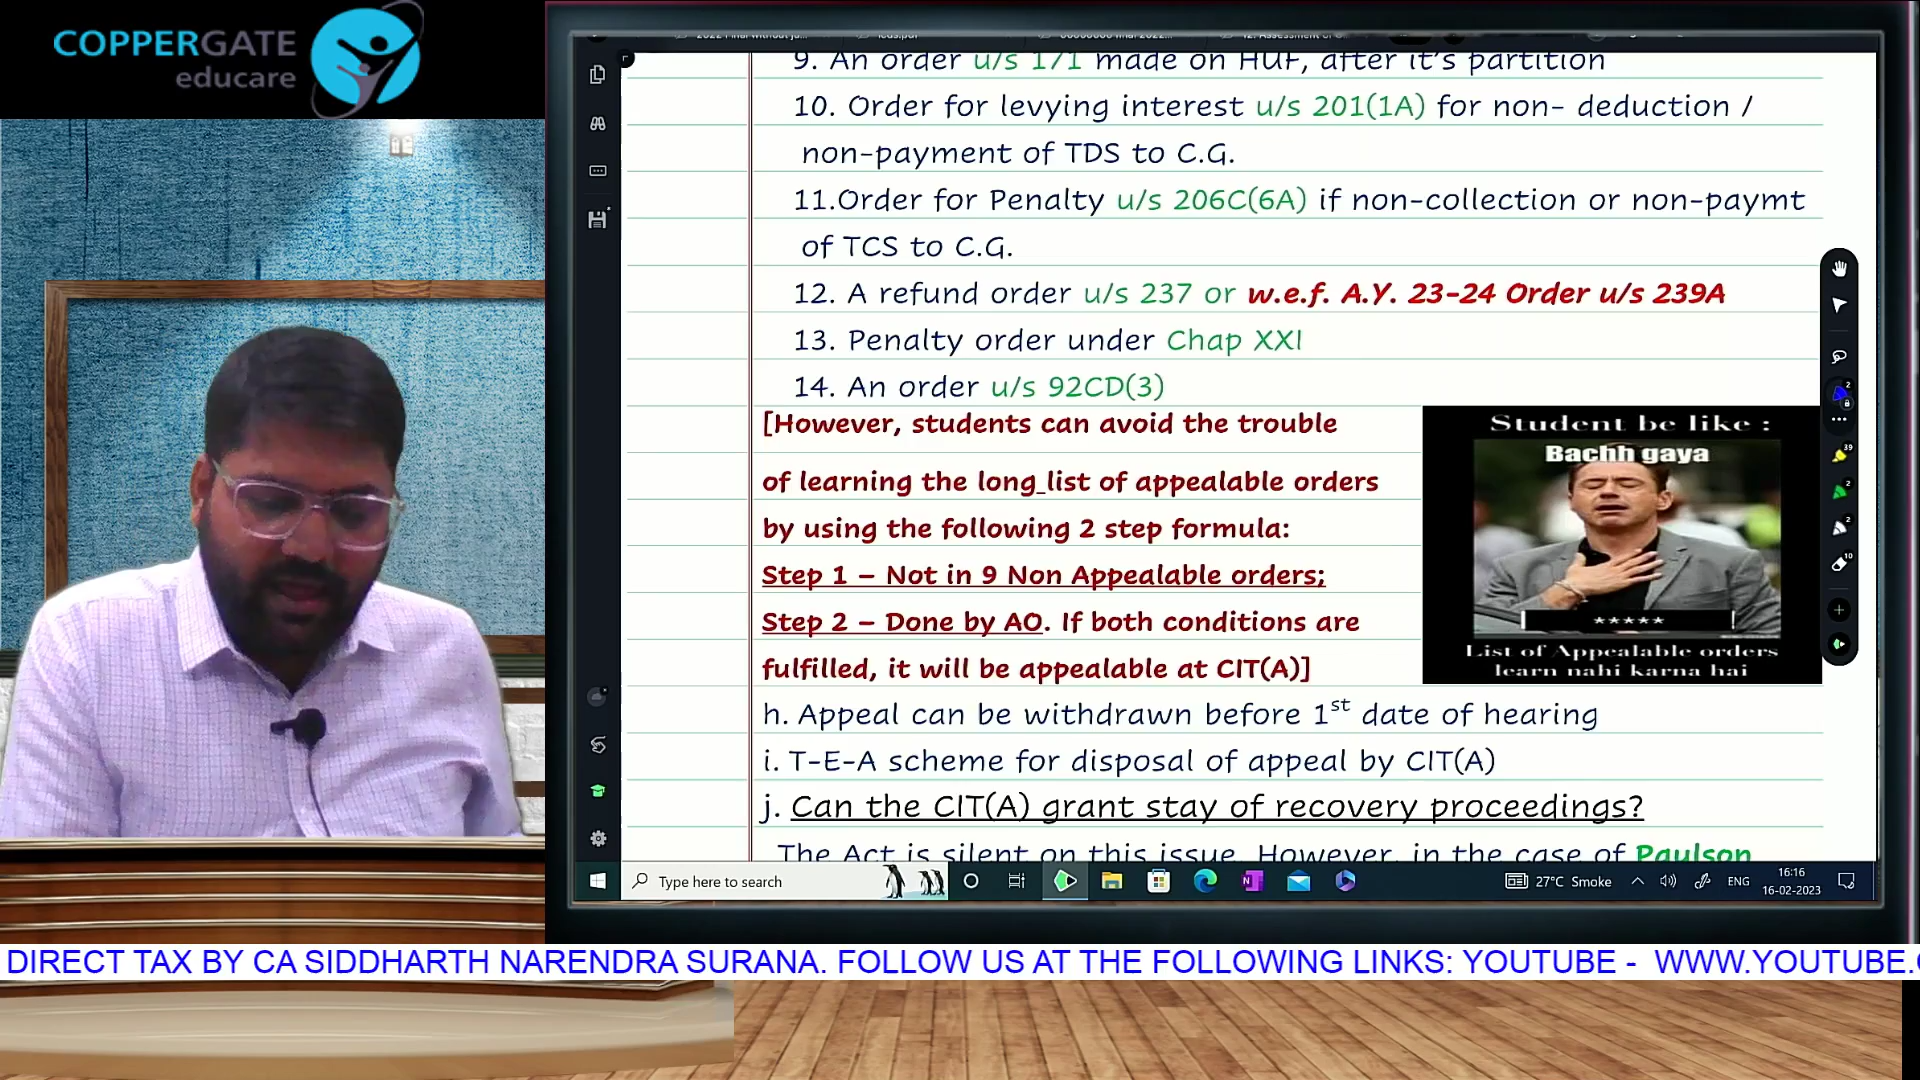 COPPERGATE
educare
9. An order u/s 171 made on HUF, after it's partition
10. Order for levying interest u/s 201(1A) for non- deduction /
non-payment of TDS to C.G.
11.Order for Penalty u/s 206C(6A) if non-collection or non-paymt
of TCS to C.G.
12. A refund order u/s 237 or w.e.f. A.Y. 23-24 Order u/s 239A
13. Penalty order under Chap XXI
14. An order u/s 92CD(3)
[However, students can avoid the trouble
of learning the long list of appealable orders
by using the following 2 step formula:
Step 1 – Not in 9 Non Appealable orders;
Step 2 – Done by AO. If both conditions are
fulfilled, it will be appealable at CIT(A)]
Student be like :
Bachh gaya
*****
List of Appealable orders
learn nahi karna hai
h. Appeal can be withdrawn before 1st date of hearing
i. T-E-A scheme for disposal of appeal by CIT(A)
j. Can the CIT(A) grant stay of recovery proceedings?
The Act is silent on this issue. However, in the case of Paulson
Type here to search
27°C Smoke
ENG
16:16
16-02-2023
DIRECT TAX BY CA SIDDHARTH NARENDRA SURANA. FOLLOW US AT THE FOLLOWING LINKS: YOUTUBE - WWW.YOUTUBE.